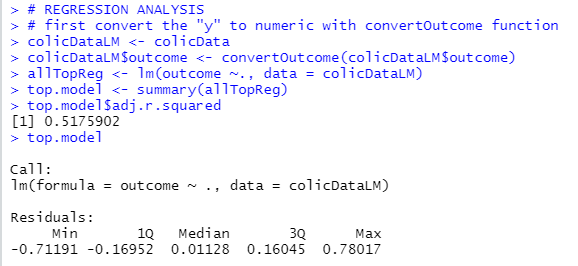 > # REGRESSION ANALYSIS
> # first convert the "y" to numeric with convertOutcome function
> colicDataLM <- colicData
> colicDataLM$outcome <- convertOutcome(colicDataLM$outcome)
> allTopReg <- lm(outcome ~., data = colicDataLM)
> top.model <- summary(allTopReg)
> top.model$adj.r.squared
[1] 0.5175902
> top.model

Call:
lm(formula = outcome ~ ., data = colicDataLM)

Residuals:
     Min       1Q   Median       3Q      Max
-0.71191 -0.16952  0.01128  0.16045  0.78017